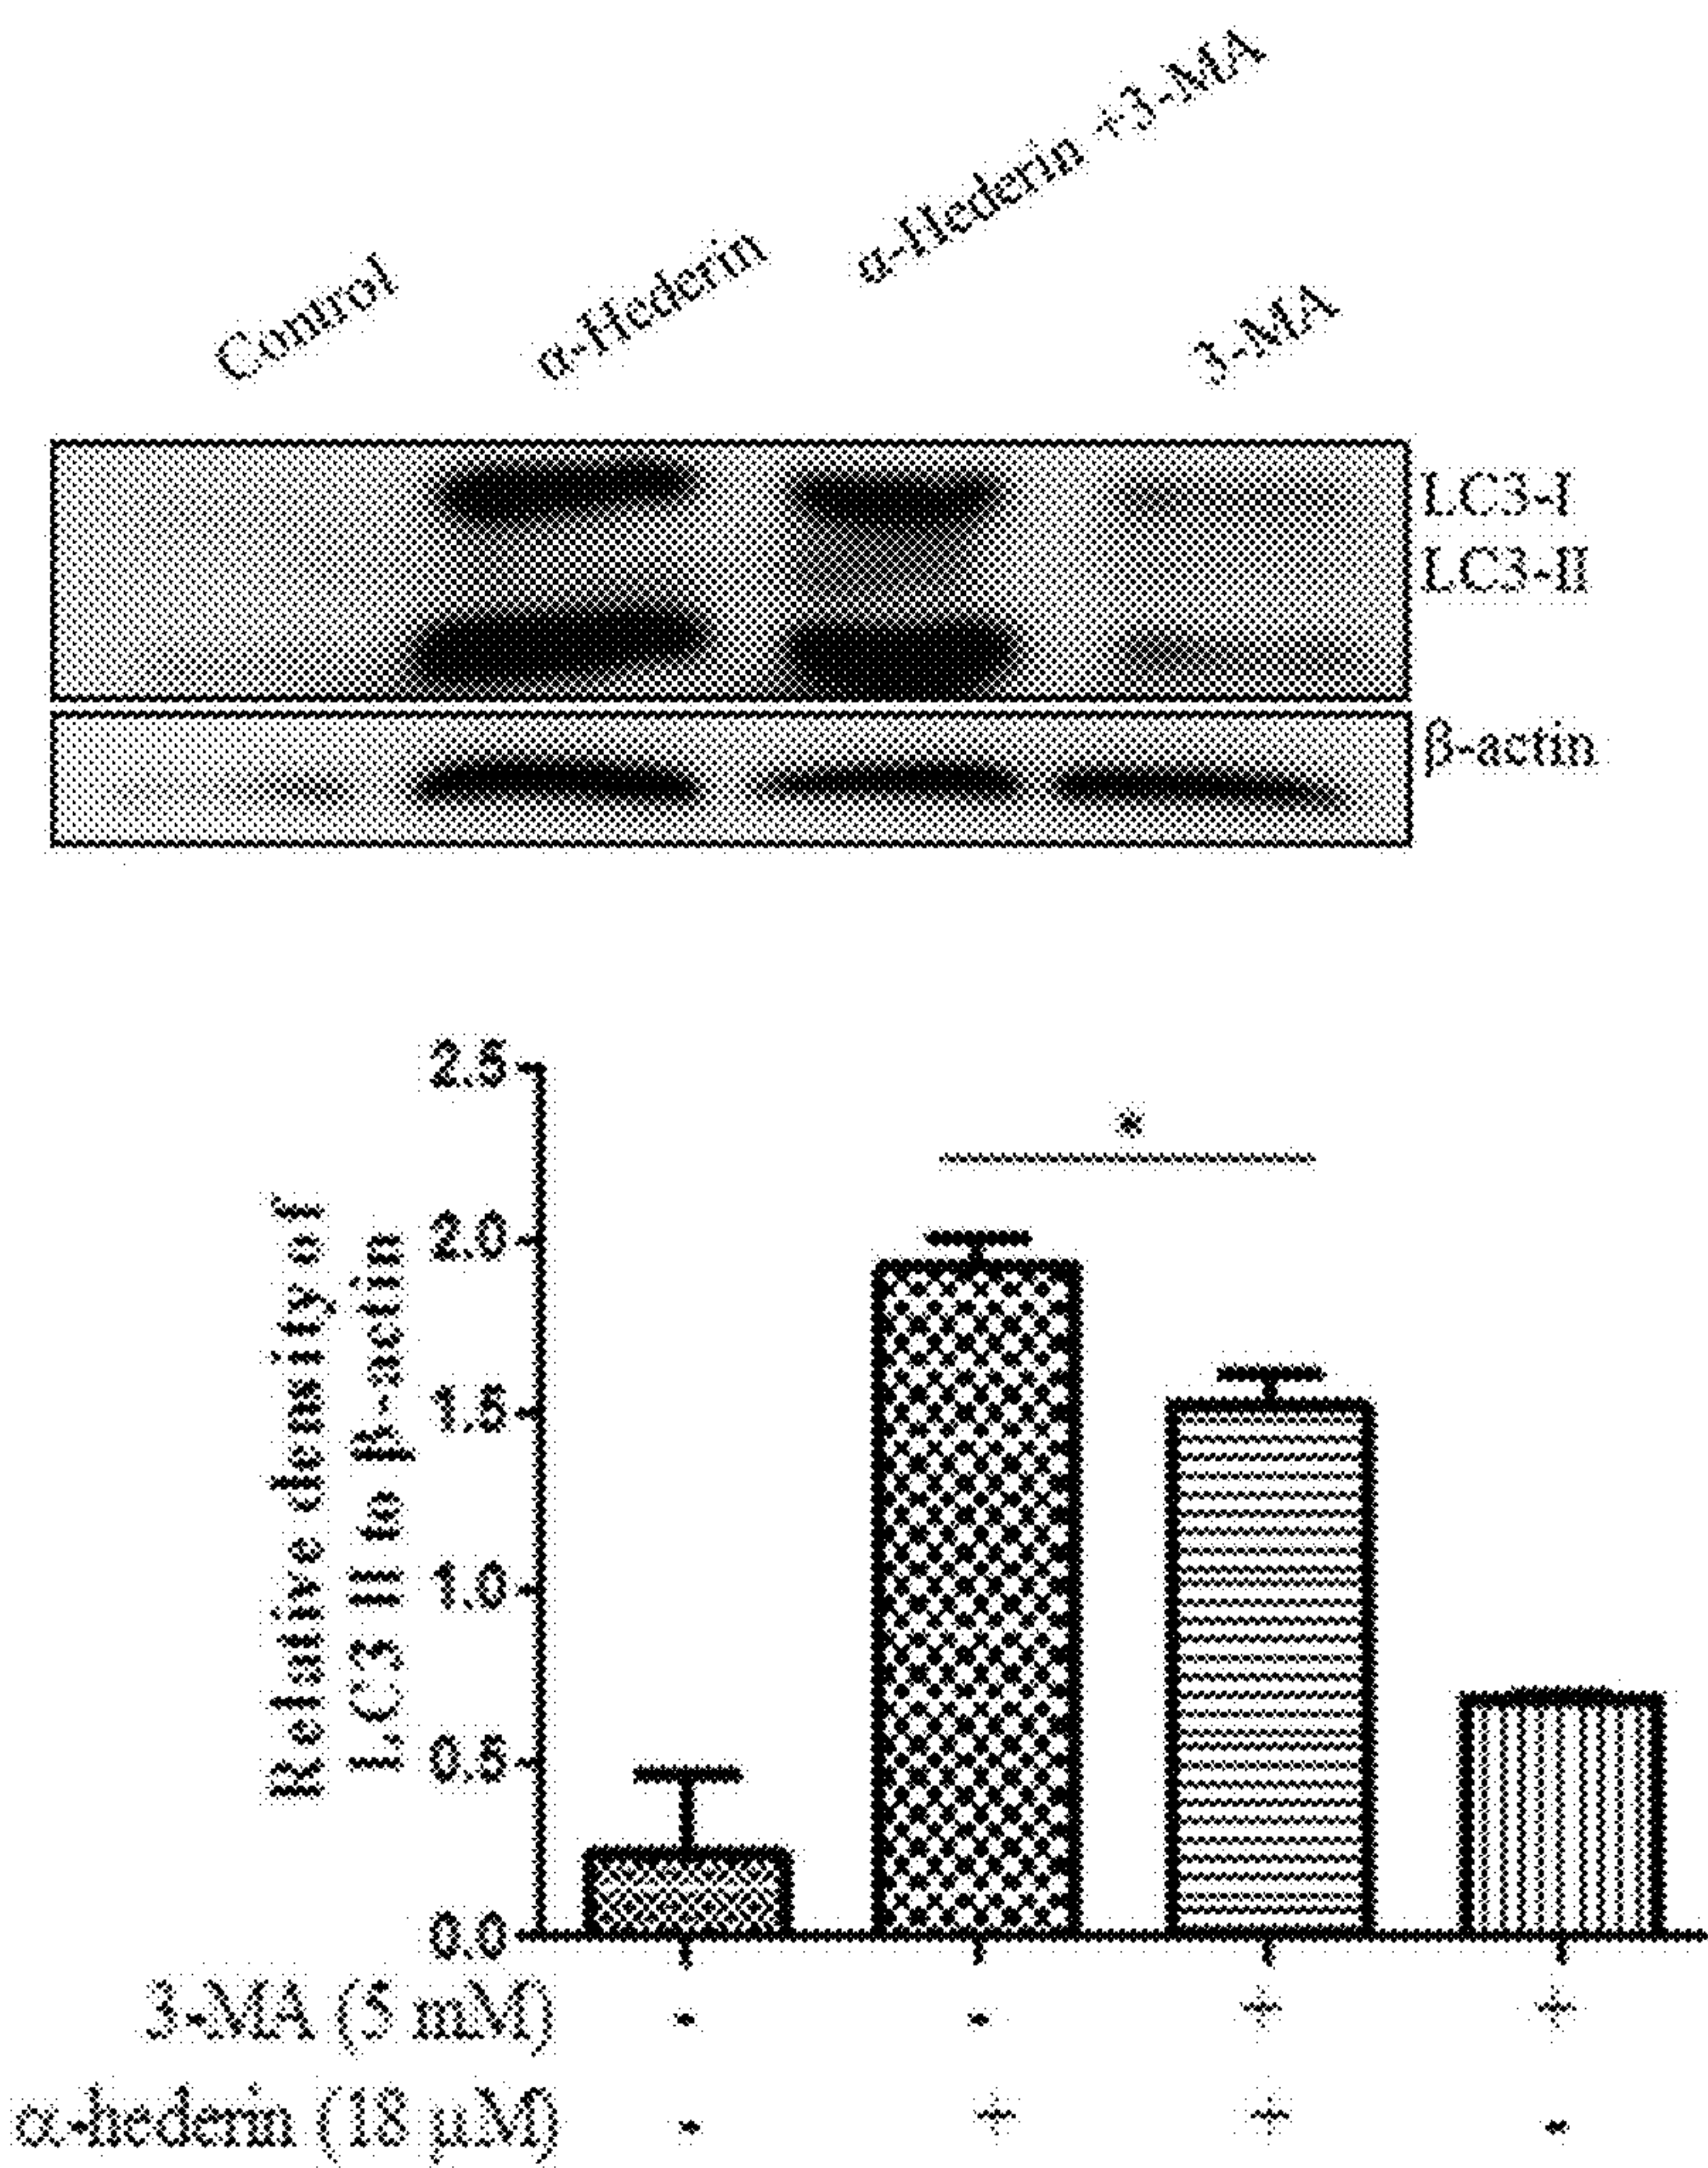 Control
α-Hederin
α-Hederin +3-MA
3-MA
LC3-I
LC3-II
β-actin
*
Relative density of
LC3 II to β-actin
2.5
2.0
1.5
1.0
0.5
0.0
3-MA (5 mM) - - + +
α-hederin (18 μM) - + + -